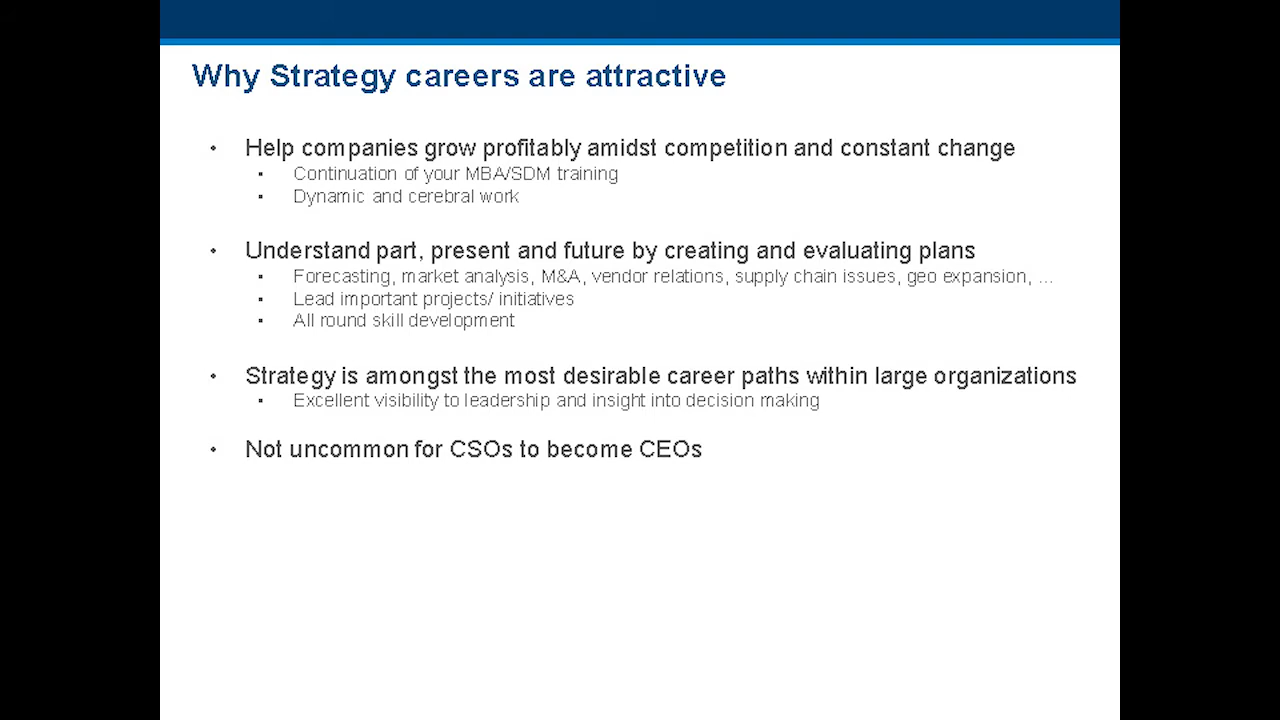 Why Strategy careers are attractive
• Help companies grow profitably amidst competition and constant change
▪ Continuation of your MBA/SDM training
▪ Dynamic and cerebral work
• Understand part, present and future by creating and evaluating plans
▪ Forecasting, market analysis, M&A, vendor relations, supply chain issues, geo expansion, ...
▪ Lead important projects/ initiatives
▪ All round skill development
• Strategy is amongst the most desirable career paths within large organizations
▪ Excellent visibility to leadership and insight into decision making
• Not uncommon for CSOs to become CEOs